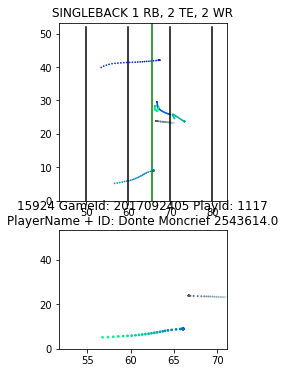 SINGLEBACK 1 RB, 2 TE, 2 WR
50
40
30
20
10
0
50 60 70 80
15924 GameId: 2017092405 PlayId: 1117
PlayerName + ID: Donte Moncrief 2543614.0
40
20
0
55 60 65 70